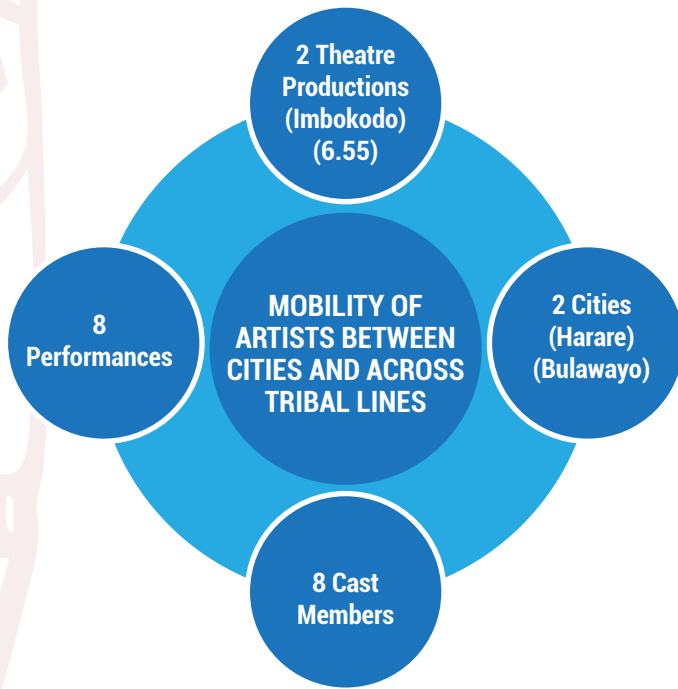 2 Theatre
Productions
(Imbokodo)
(6.55)
8
Performances
MOBILITY OF
ARTISTS BETWEEN
CITIES AND ACROSS
TRIBAL LINES
2 Cities
(Harare)
(Bulawayo)
8 Cast
Members